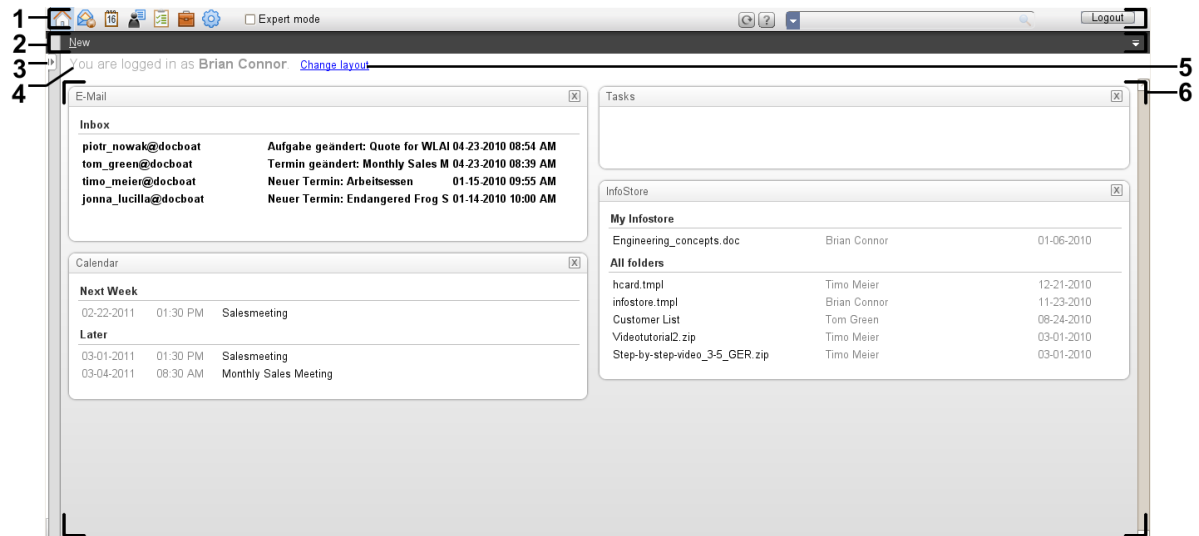 1 16 Expert mode ? Logout
2 New
3
4 You are logged in as Brian Connor. Change layout 5
6
E-Mail X
Inbox
piotr_nowak@docboat Aufgabe geändert: Quote for WLAI 04-23-2010 08:54 AM
tom_green@docboat Termin geändert: Monthly Sales M 04-23-2010 08:39 AM
timo_meier@docboat Neuer Termin: Arbeitsessen 01-15-2010 09:55 AM
jonna_lucilla@docboat Neuer Termin: Endangered Frog S 01-14-2010 10:00 AM
Calendar X
Next Week
02-22-2011 01:30 PM Salesmeeting
Later
03-01-2011 01:30 PM Salesmeeting
03-04-2011 08:30 AM Monthly Sales Meeting
Tasks X
InfoStore X
My Infostore
Engineering_concepts.doc Brian Connor 01-06-2010
All folders
hcard.tmpl Timo Meier 12-21-2010
infostore.tmpl Brian Connor 11-23-2010
Customer List Tom Green 08-24-2010
Videotutorial2.zip Timo Meier 03-01-2010
Step-by-step-video_3-5_GER.zip Timo Meier 03-01-2010